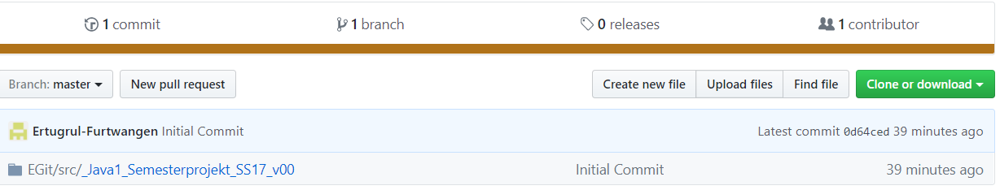 1 commit 1 branch 0 releases 1 contributor
Branch: master New pull request Create new file Upload files Find file Clone or download
Ertugrul-Furtwangen Initial Commit Latest commit 0d64ced 39 minutes ago
EGit/src/_Java1_Semesterprojekt_SS17_v00 Initial Commit 39 minutes ago